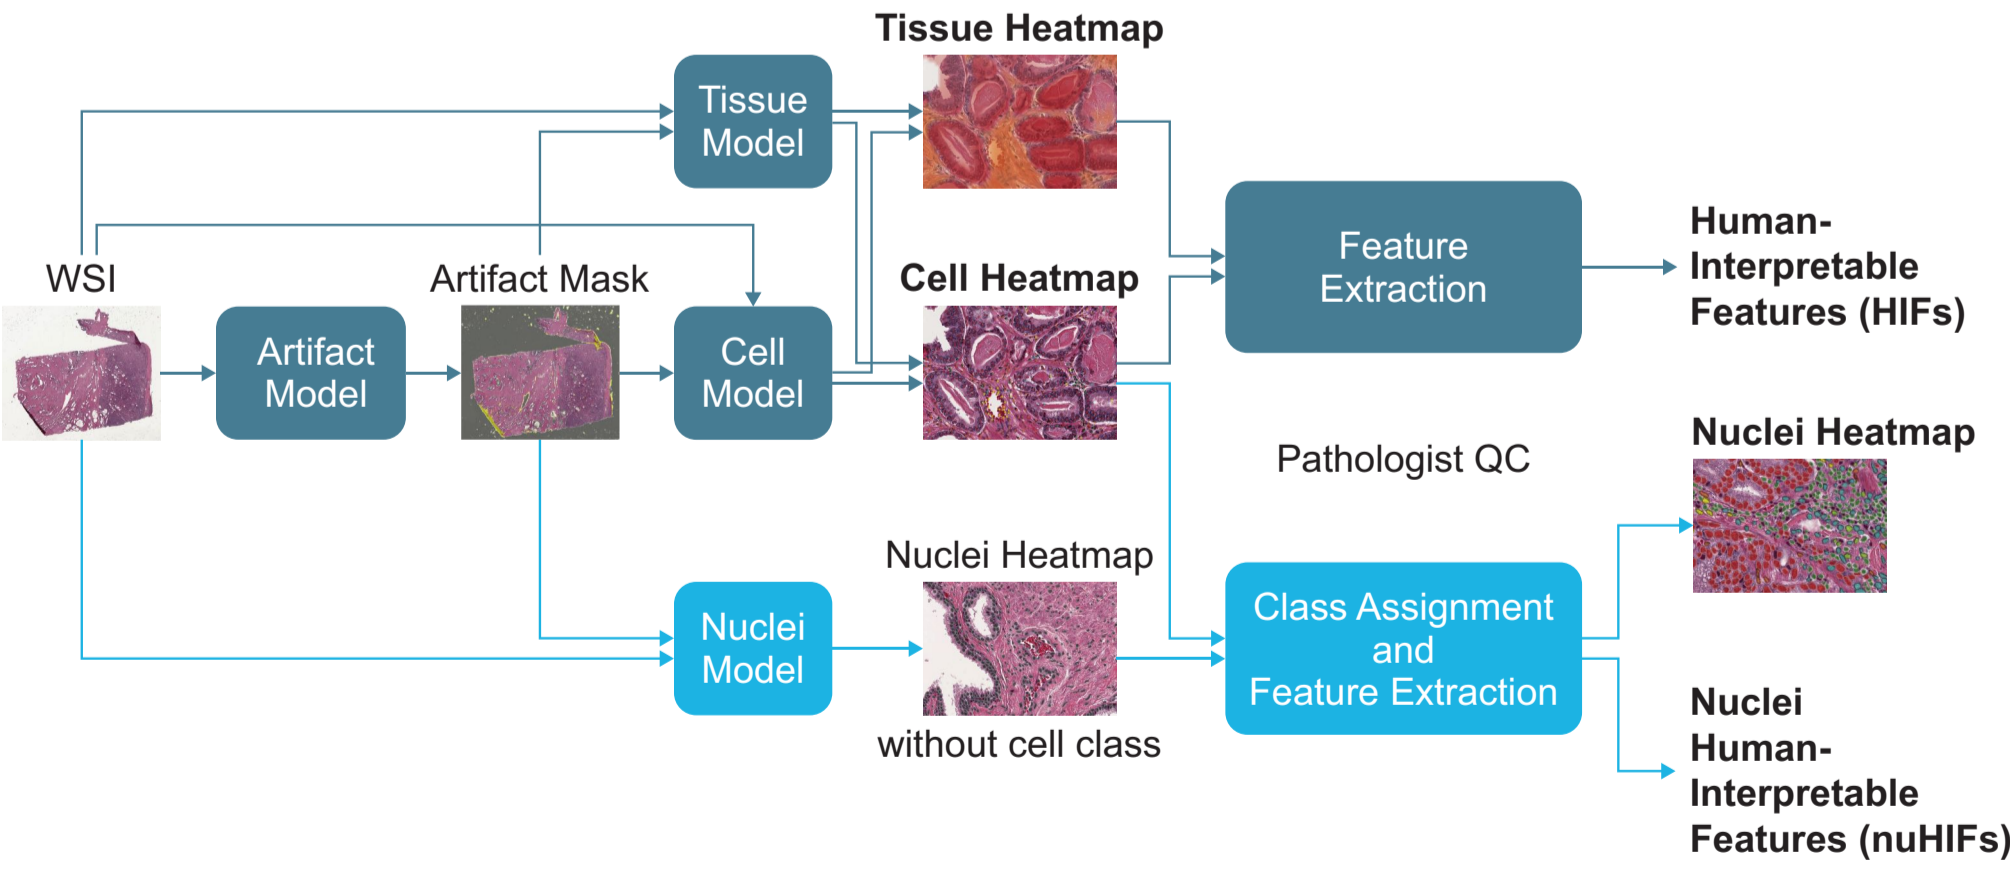 Tissue Heatmap
Tissue
Model
WSI
Artifact Mask
Cell Heatmap
Artifact
Model
Cell
Model
Feature
Extraction
Human-
Interpretable
Features (HIFs)
Pathologist QC
Nuclei Heatmap
Nuclei Heatmap
without cell class
Nuclei
Model
Class Assignment
and
Feature Extraction
Nuclei
Human-
Interpretable
Features (nuHIFs)